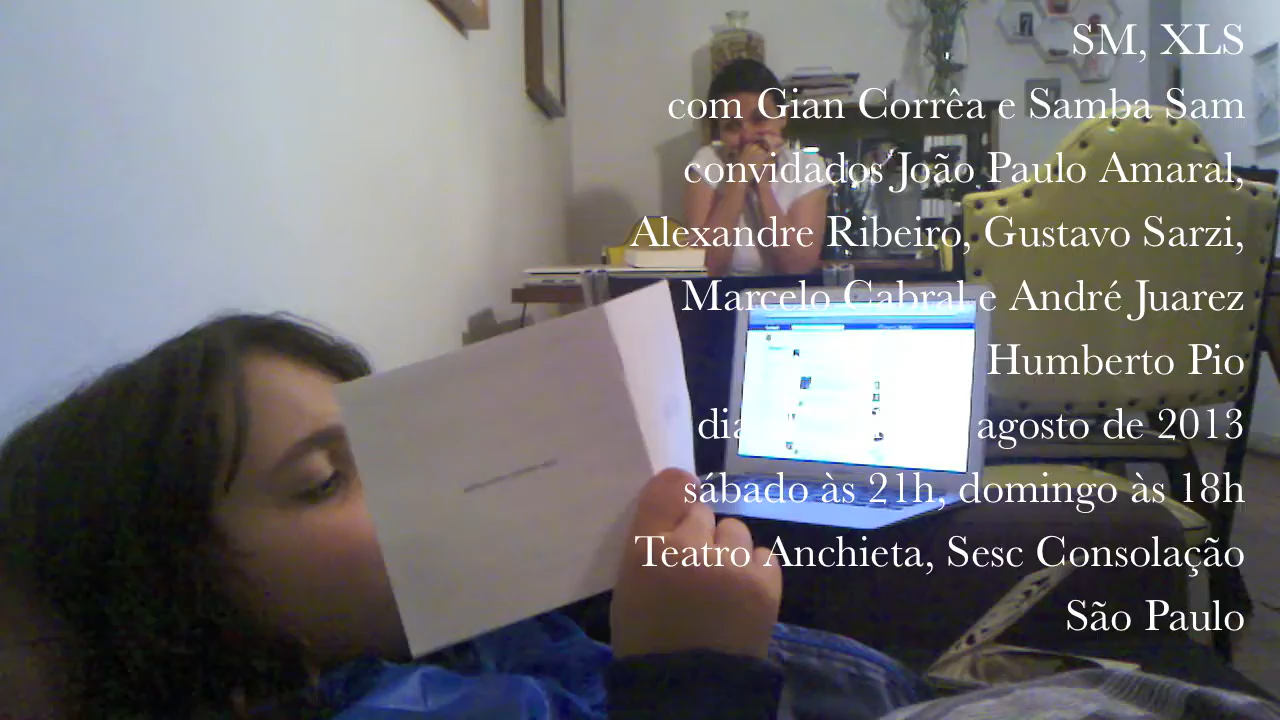 SM, XLS
com Gian Corrêa e Samba Sam
convidados João Paulo Amaral,
Alexandre Ribeiro, Gustavo Sarzi,
Marcelo Cabral e André Juarez
Humberto Pio
agosto de 2013
sábado às 21h, domingo às 18h
Teatro Anchieta, Sesc Consolação
São Paulo